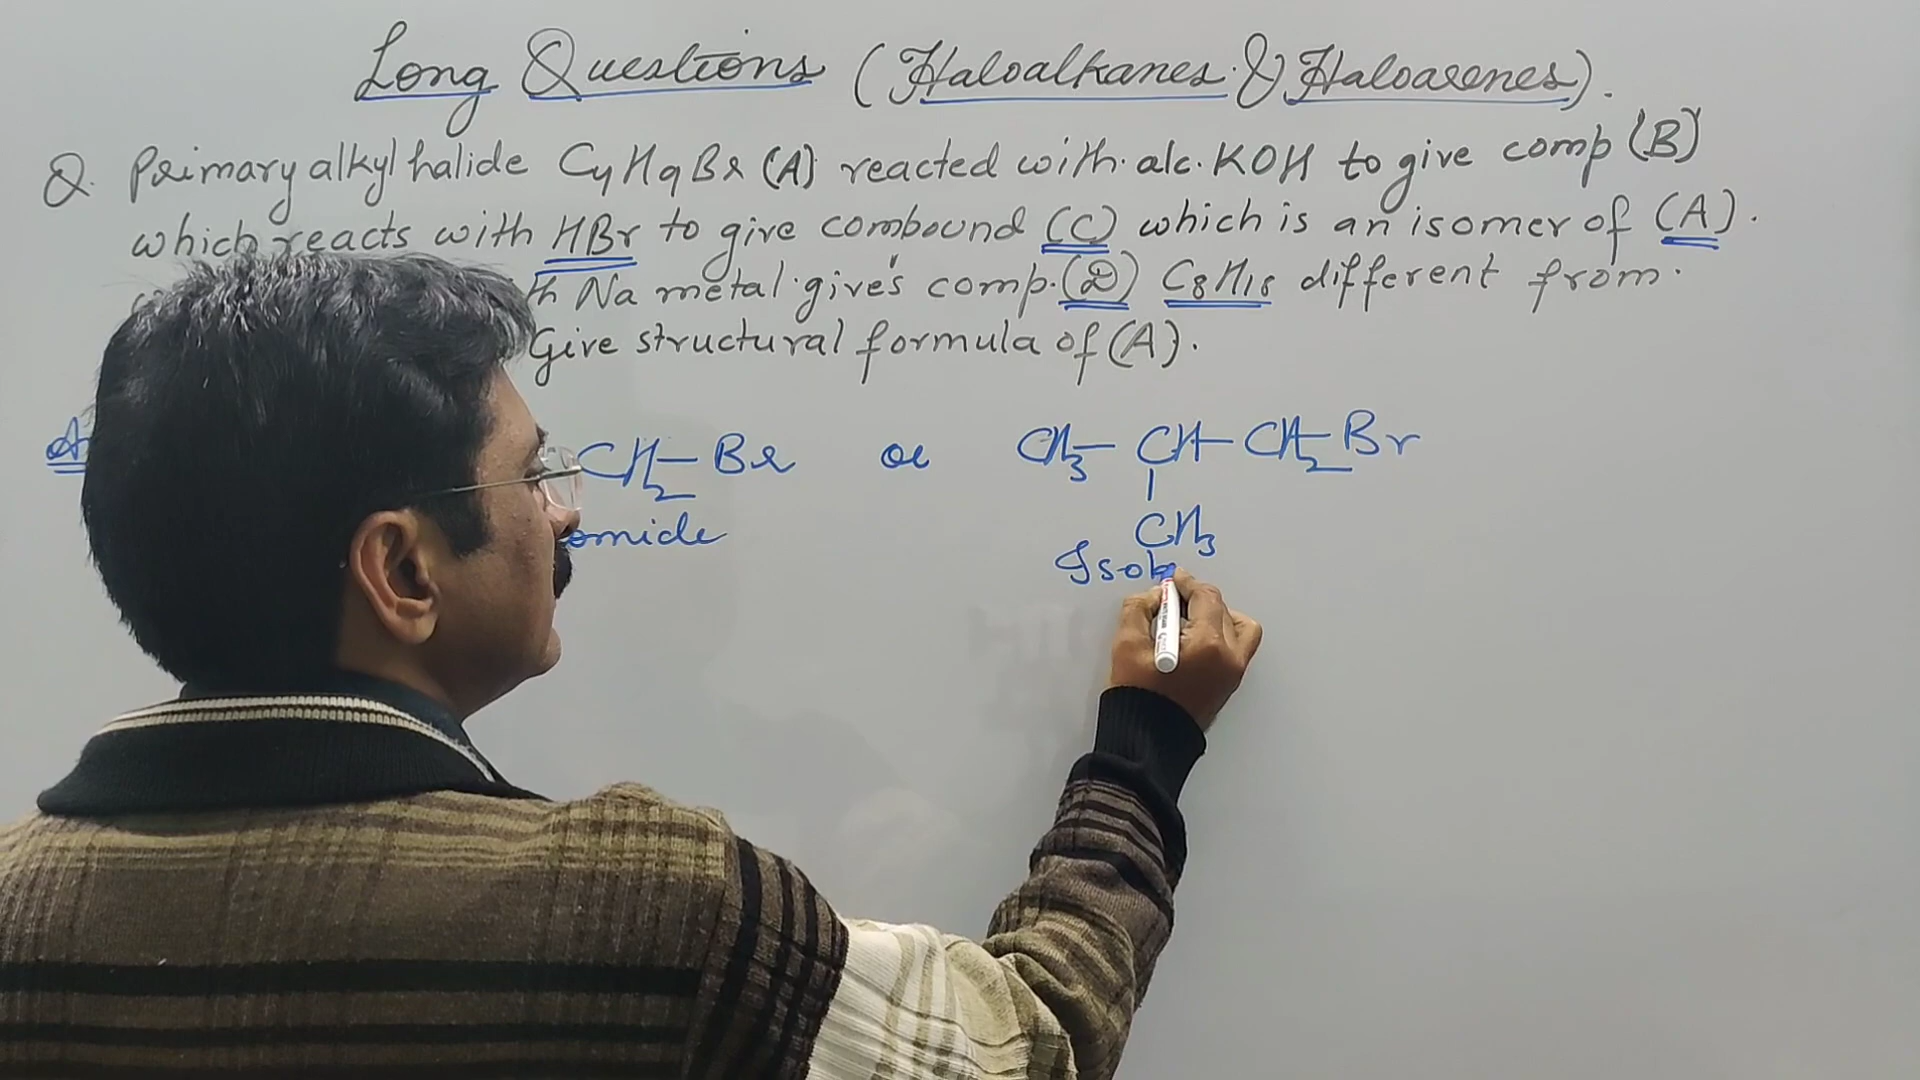 Long Questions (Haloalkanes & Haloarenes).
Q. Primary alkyl halide C4H9Br (A) reacted with alc. KOH to give comp (B)
which reacts with HBr to give compound (C) which is an isomer of (A).
Na metal give's comp. (D) C8H18 different from
Give structural formula of (A).
CH2-Br or CH3-CH-CH2-Br
CH3
omide Isob